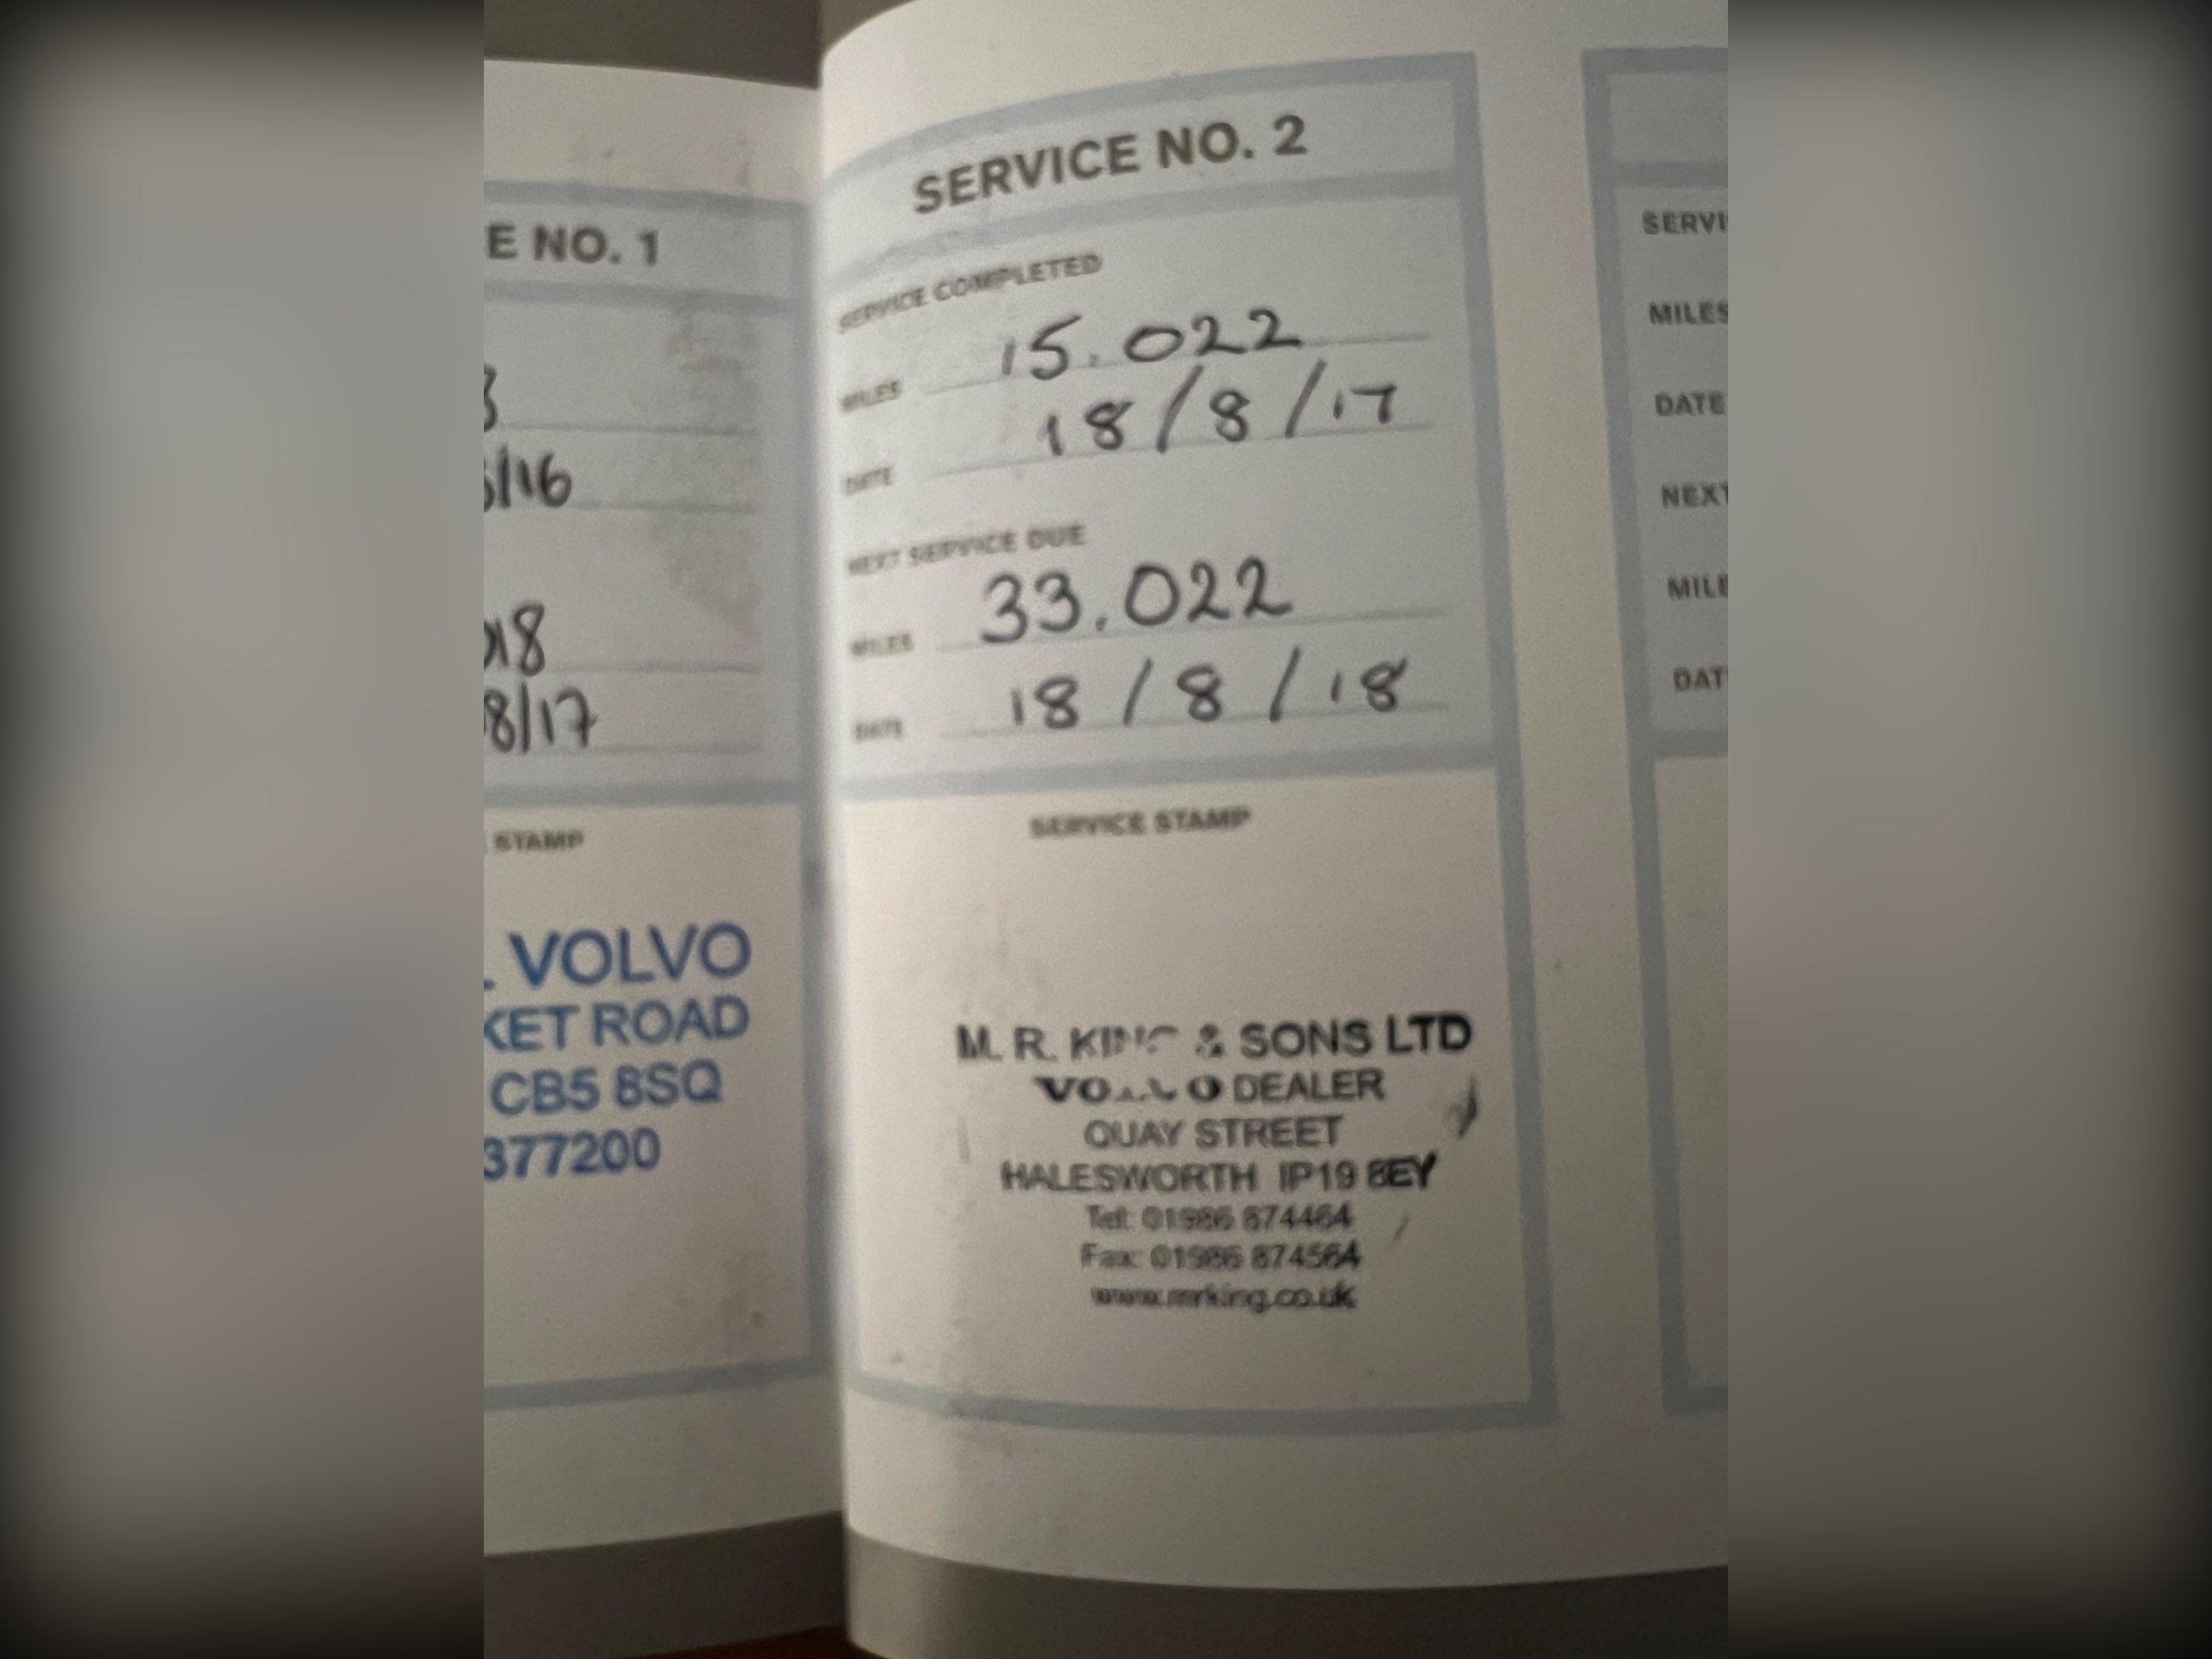 E NO. 1
3
/16
18
8/17
STAMP
VOLVO
KET ROAD
CB5 8SQ
377200
SERVICE NO. 2
SERVICE COMPLETED
MILES 15.022
DATE 18/8/17
NEXT SERVICE DUE
MILES 33.022
DATE 18/8/18
SERVICE STAMP
M. R. KING & SONS LTD
VOLVO DEALER
QUAY STREET
HALESWORTH IP19 8EY
Tel: 01986 874464
Fax: 01986 874564
www.mrking.co.uk
SERVI
MILES
DATE
NEXT
MILE
DAT